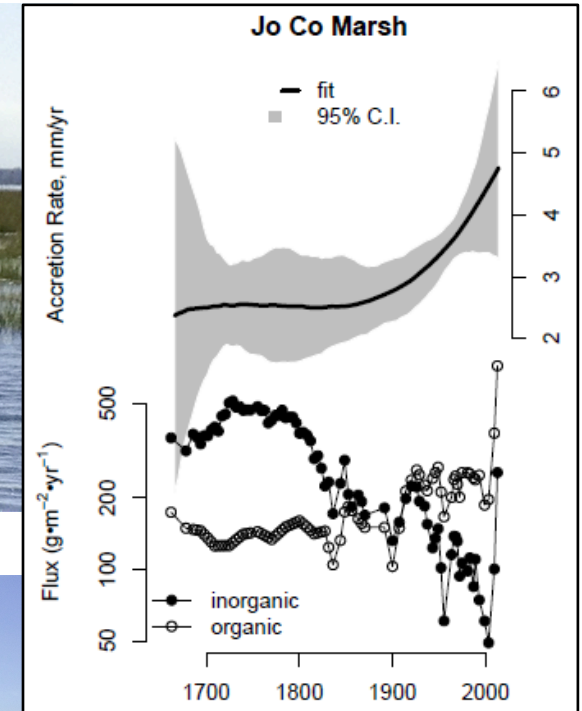 Jo Co Marsh
fit
95% C.I.
Accretion Rate, mm/yr
6
5
4
3
2
Flux (g•m⁻²•yr⁻¹)
500
200
100
50
inorganic
organic
1700
1800
1900
2000